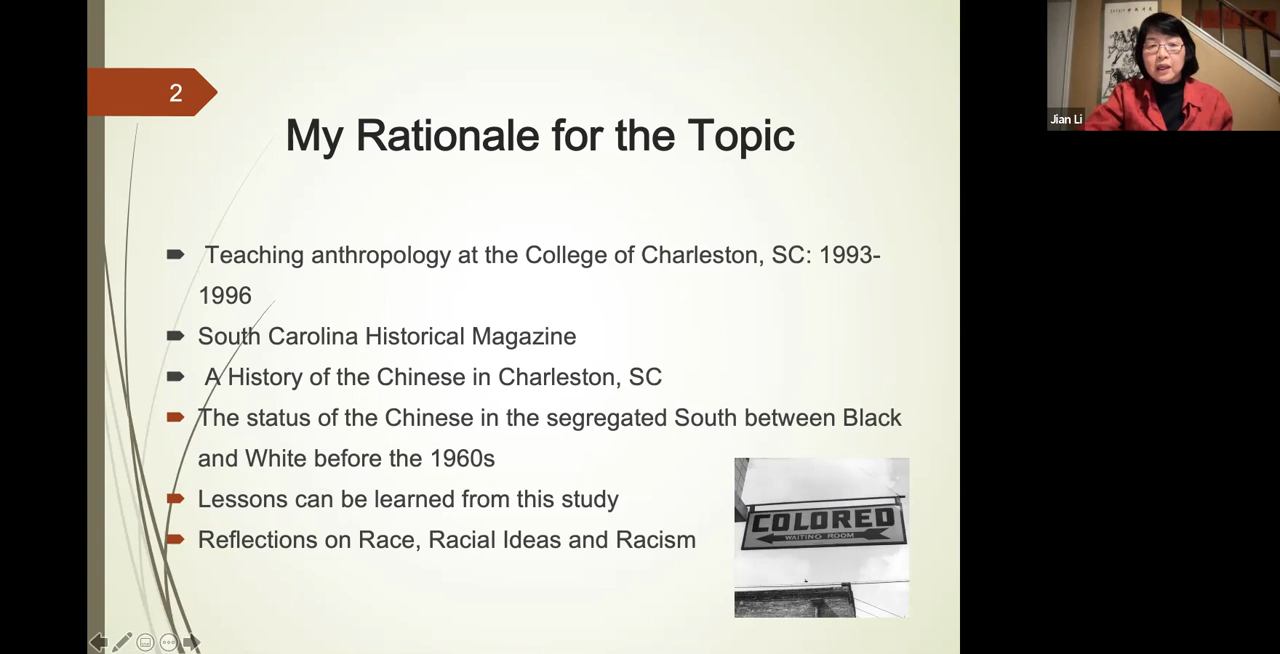 2
My Rationale for the Topic
Teaching anthropology at the College of Charleston, SC: 1993-
1996
South Carolina Historical Magazine
A History of the Chinese in Charleston, SC
The status of the Chinese in the segregated South between Black
and White before the 1960s
Lessons can be learned from this study
Reflections on Race, Racial Ideas and Racism
COLORED
WAITING ROOM
Jian Li